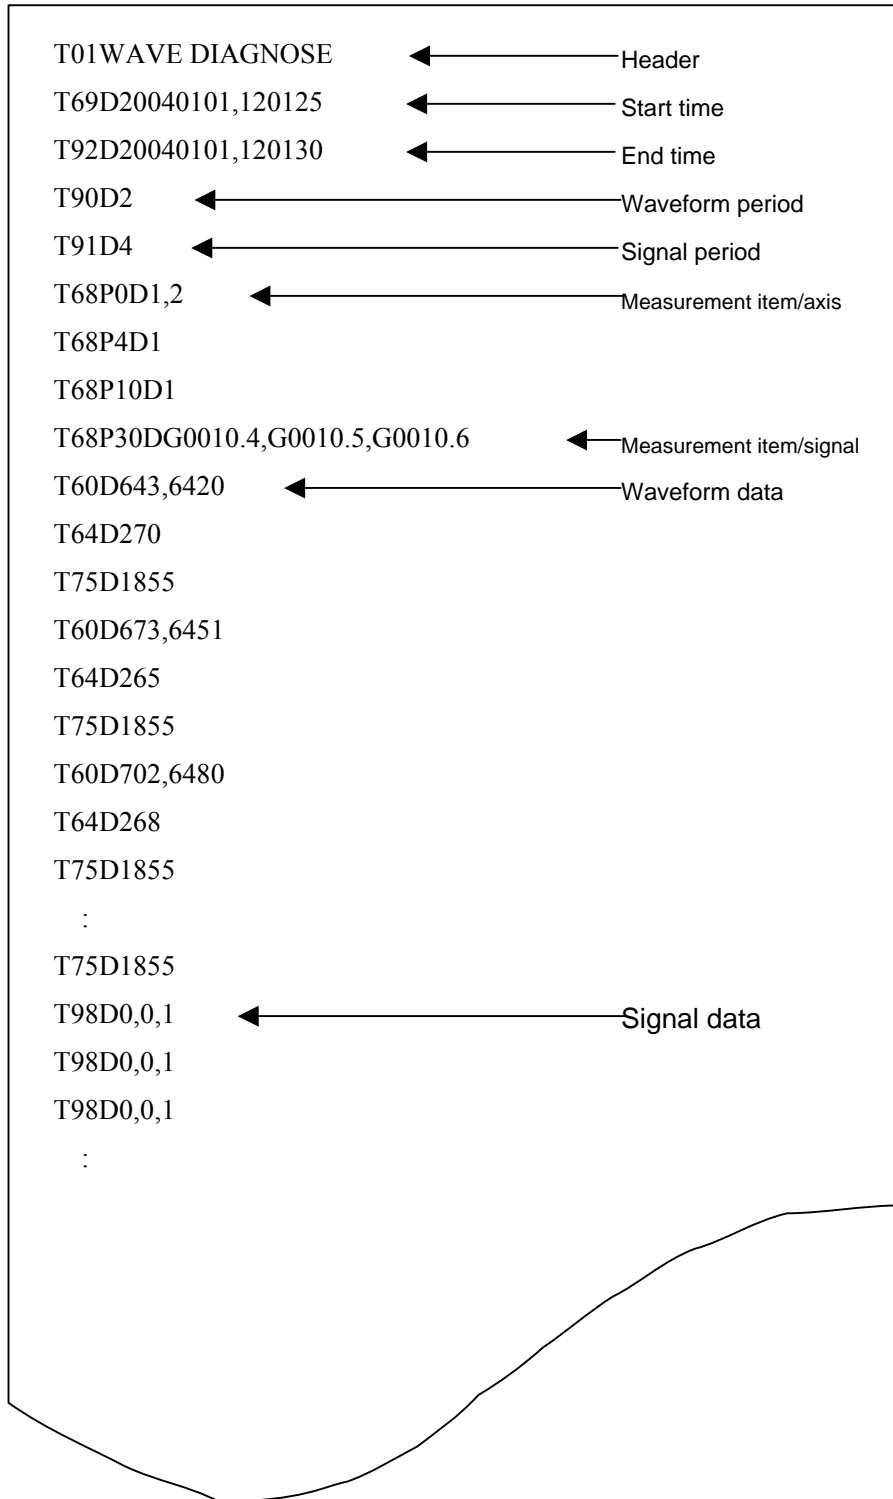 T01WAVE DIAGNOSE Header
T69D20040101,120125 Start time
T92D20040101,120130 End time
T90D2 Waveform period
T91D4 Signal period
T68P0D1,2 Measurement item/axis
T68P4D1
T68P10D1
T68P30DG0010.4,G0010.5,G0010.6 Measurement item/signal
T60D643,6420 Waveform data
T64D270
T75D1855
T60D673,6451
T64D265
T75D1855
T60D702,6480
T64D268
T75D1855
:
T75D1855
T98D0,0,1 Signal data
T98D0,0,1
T98D0,0,1
: